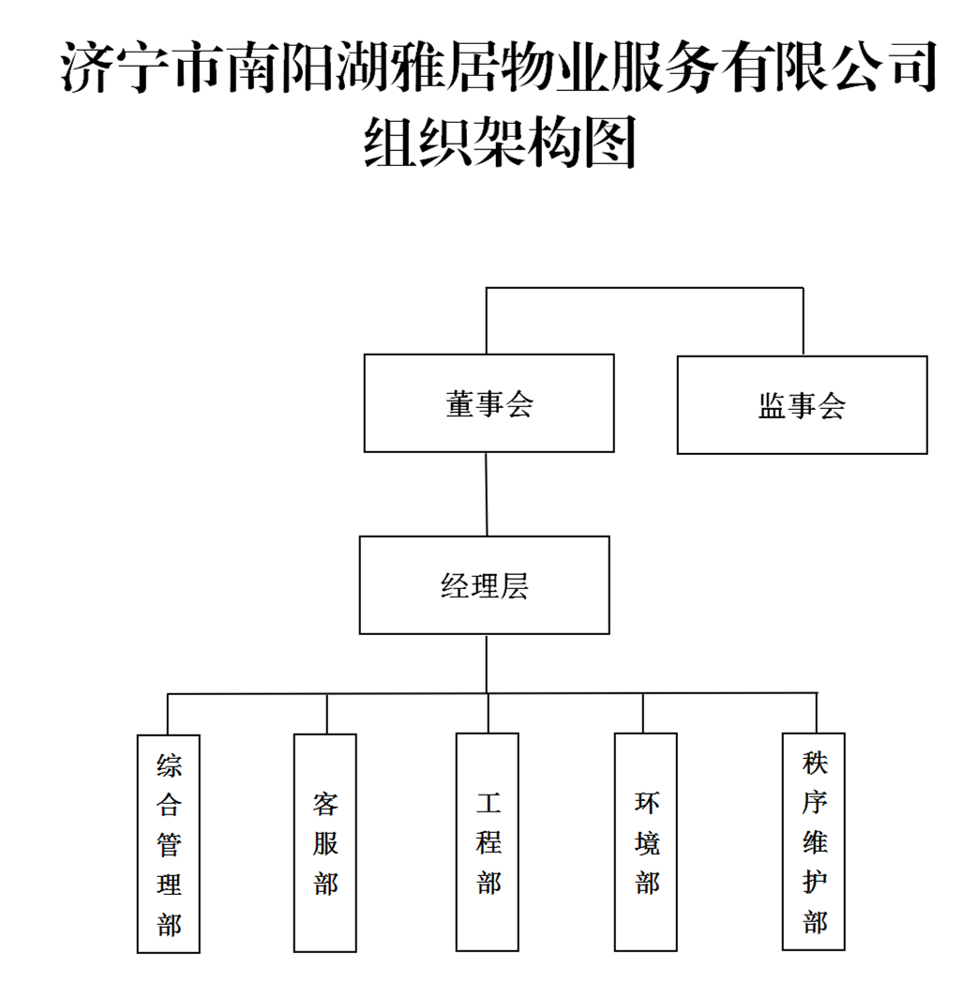 济宁市南阳湖雅居物业服务有限公司
组织架构图
董事会
监事会
经理层
综合管理部
客服部
工程部
环境部
秩序维护部